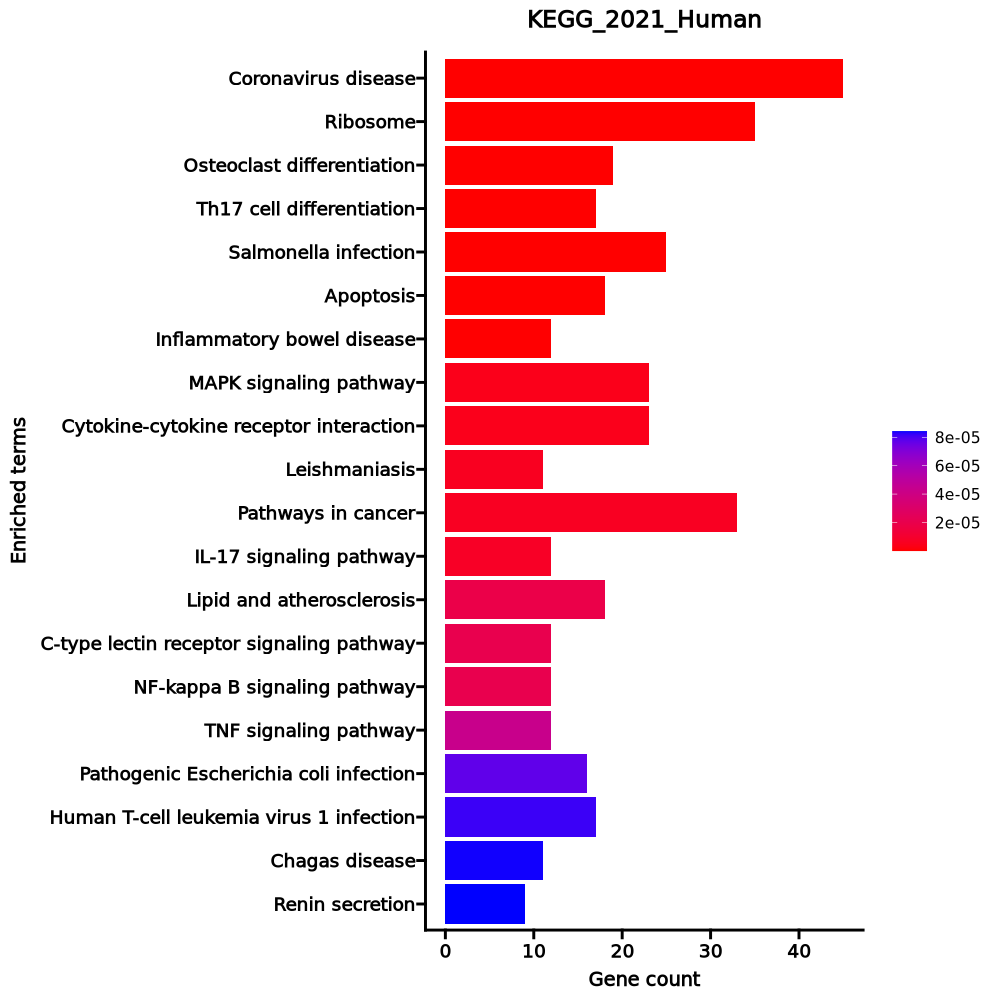 KEGG_2021_Human
Coronavirus disease
Ribosome
Osteoclast differentiation
Th17 cell differentiation
Salmonella infection
Apoptosis
Inflammatory bowel disease
MAPK signaling pathway
Cytokine-cytokine receptor interaction
Leishmaniasis
Pathways in cancer
IL-17 signaling pathway
Lipid and atherosclerosis
C-type lectin receptor signaling pathway
NF-kappa B signaling pathway
TNF signaling pathway
Pathogenic Escherichia coli infection
Human T-cell leukemia virus 1 infection
Chagas disease
Renin secretion
Enriched terms
0 10 20 30 40
Gene count
8e-05
6e-05
4e-05
2e-05